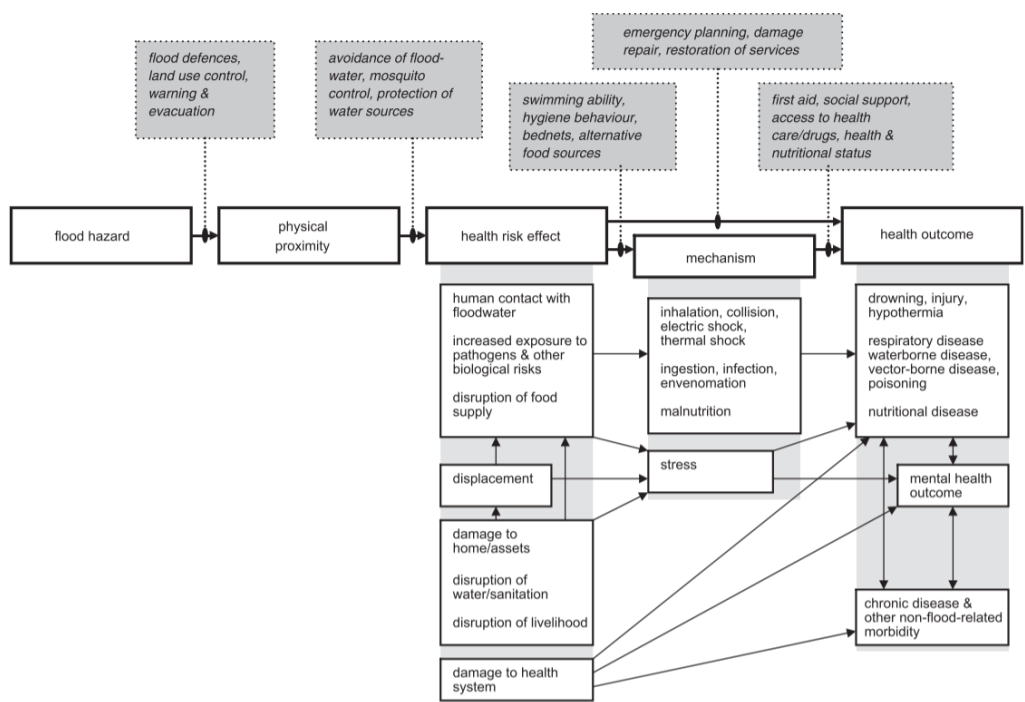 emergency planning, damage
repair, restoration of services
flood defences,
land use control,
warning &
evacuation
avoidance of flood-
water, mosquito
control, protection of
water sources
swimming ability,
hygiene behaviour,
bednets, alternative
food sources
first aid, social support,
access to health
care/drugs, health &
nutritional status
flood hazard
physical
proximity
health risk effect
mechanism
health outcome
human contact with
floodwater
increased exposure to
pathogens & other
biological risks
disruption of food
supply
inhalation, collision,
electric shock,
thermal shock
ingestion, infection,
envenomation
malnutrition
drowning, injury,
hypothermia
respiratory disease
waterborne disease,
vector-borne disease,
poisoning
nutritional disease
displacement
stress
mental health
outcome
damage to
home/assets
disruption of
water/sanitation
disruption of livelihood
chronic disease &
other non-flood-related
morbidity
damage to health
system